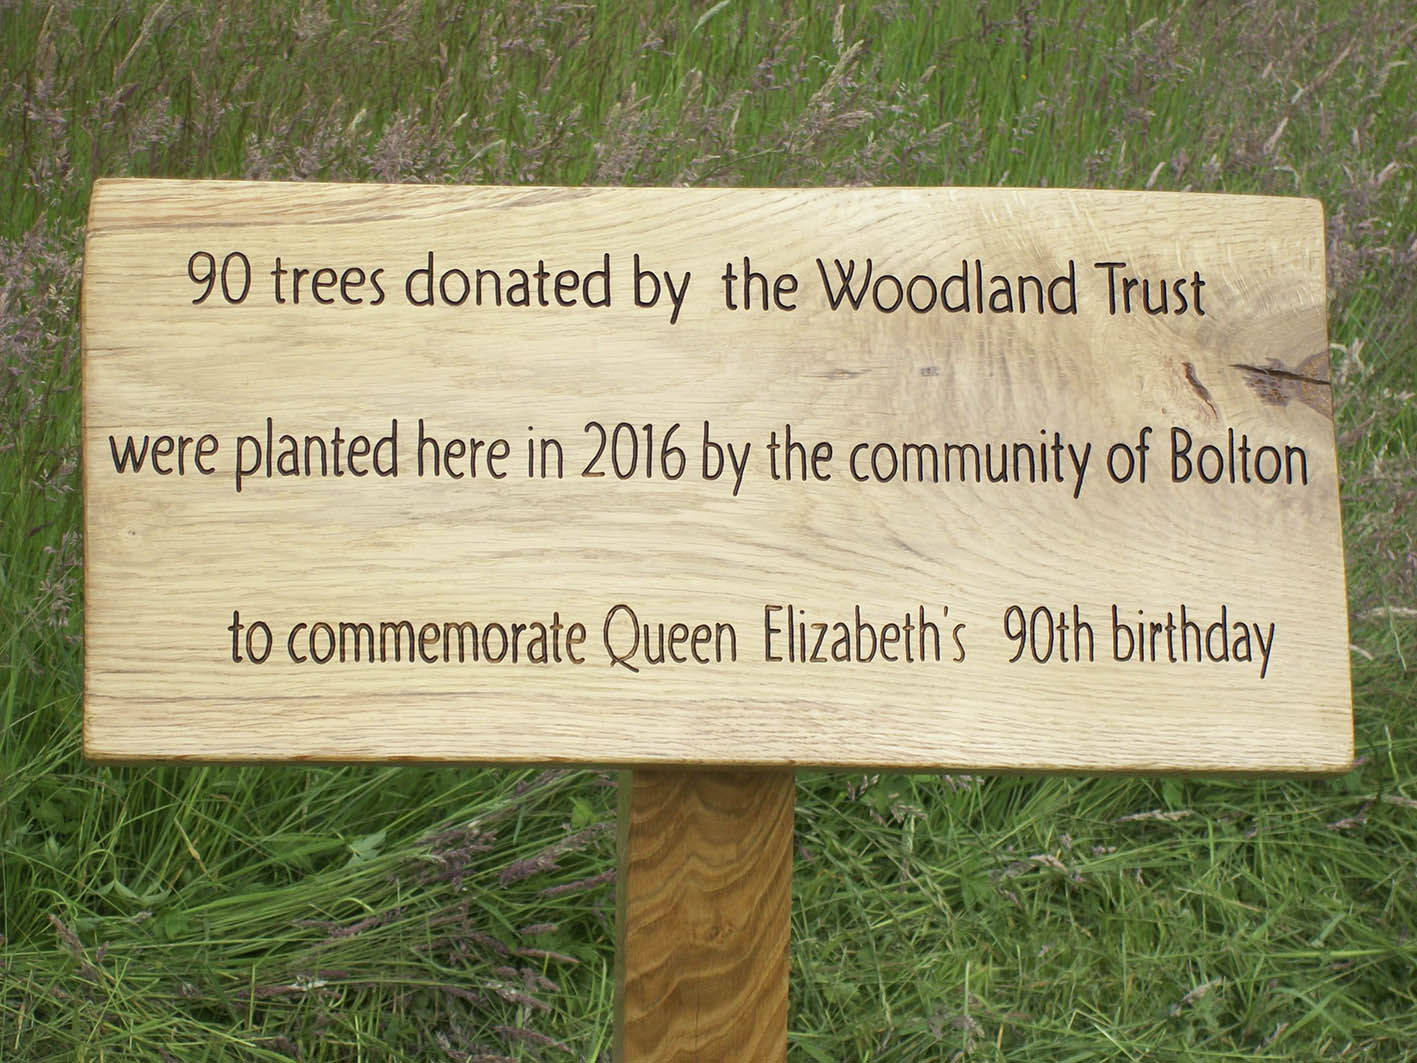 90 trees donated by the Woodland Trust
were planted here in 2016 by the community of Bolton
to commemorate Queen Elizabeth's 90th birthday